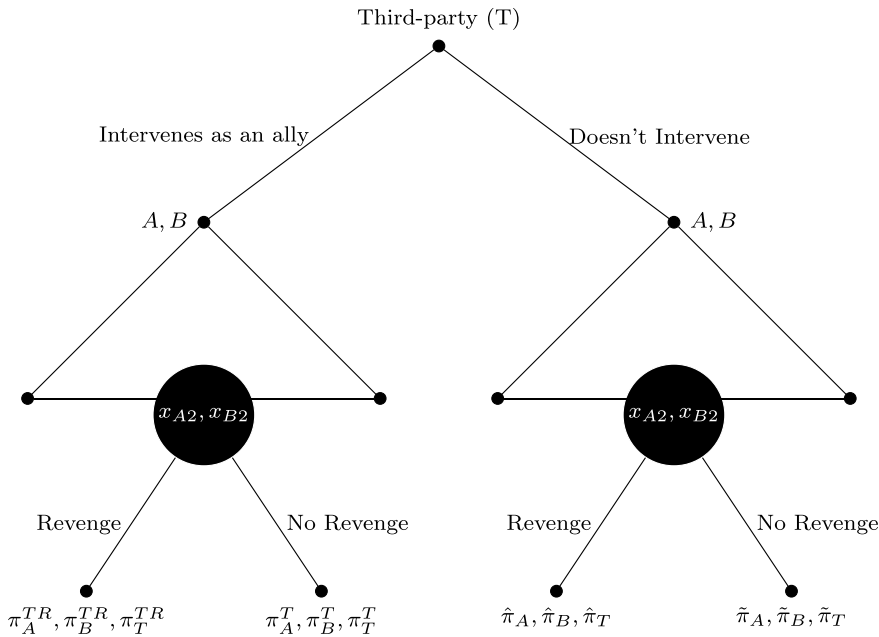 Third-party (T)
Intervenes as an ally
Doesn't Intervene
A, B
A, B
x_{A2}, x_{B2}
x_{A2}, x_{B2}
Revenge
No Revenge
Revenge
No Revenge
π_A^{TR}, π_B^{TR}, π_T^{TR}
π_A^T, π_B^T, π_T^T
π̂_A, π̂_B, π̂_T
π̃_A, π̃_B, π̃_T